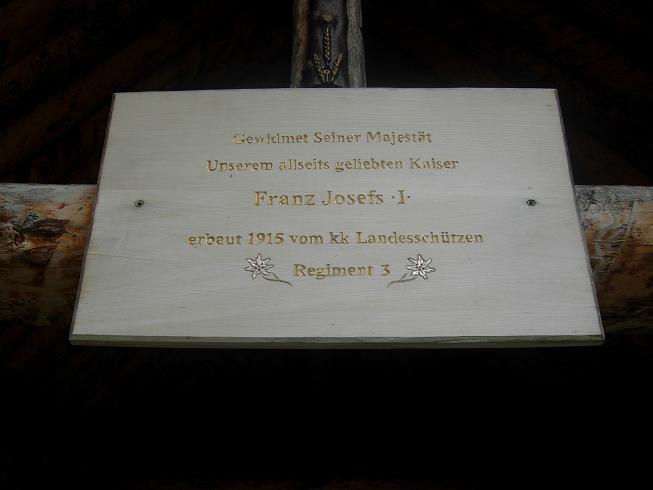 Gewidmet Seiner Majestät
Unserem allseits geliebten Kaiser
Franz Josefs ·I·
erbaut 1915 vom kk Landesschützen
Regiment 3